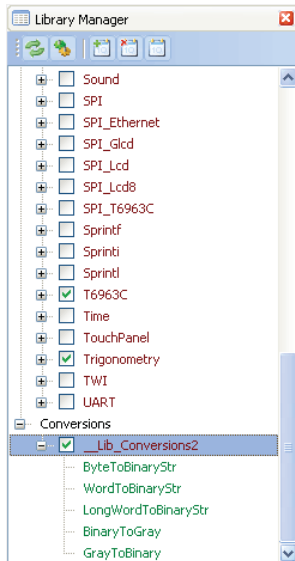 Library Manager
Sound
SPI
SPI_Ethernet
SPI_Glcd
SPI_Lcd
SPI_Lcd8
SPI_T6963C
Sprintf
Sprinti
Sprintl
T6963C
Time
TouchPanel
Trigonometry
TWI
UART
Conversions
__Lib_Conversions2
ByteToBinaryStr
WordToBinaryStr
LongWordToBinaryStr
BinaryToGray
GrayToBinary